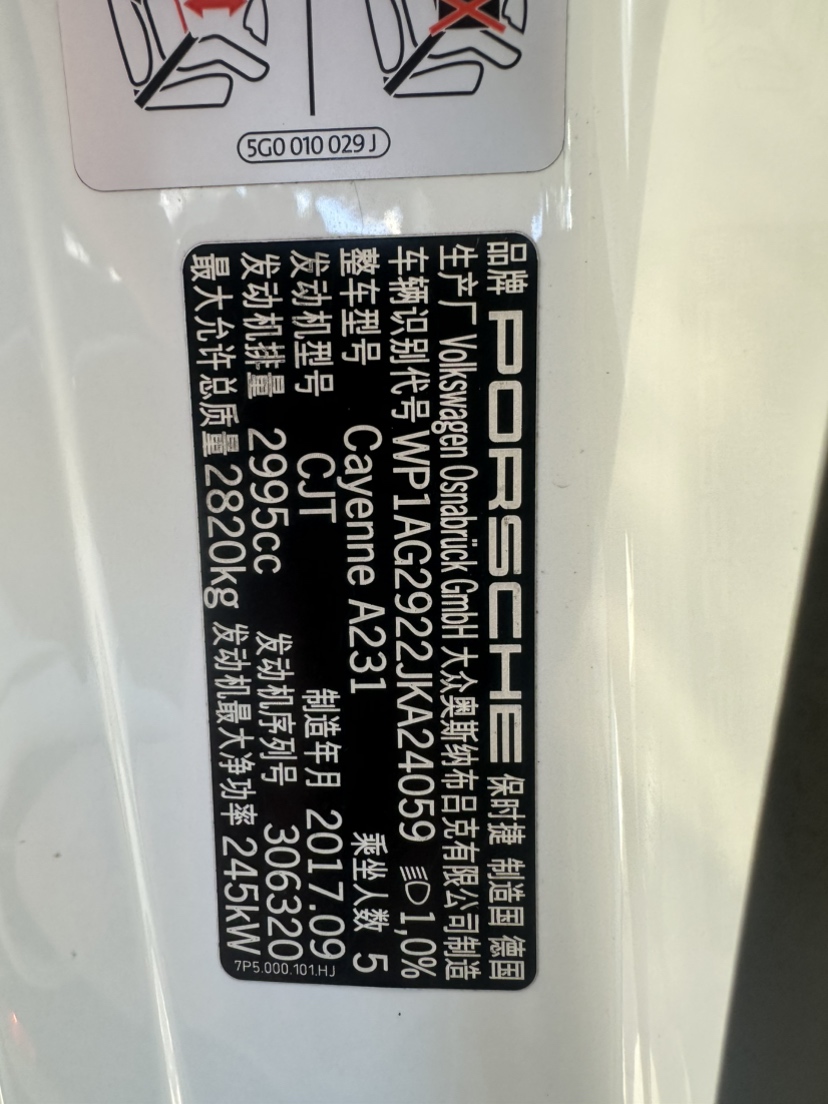 5G0 010 029 J
品牌 PORSCHE 保时捷 制造国 德国
生产厂 Volkswagen Osnabrück GmbH 大众奥斯纳布吕克有限公司制造
车辆识别代号 WP1AG2922JKA24059 1,0%
整车型号 Cayenne A231 乘坐人数 5
发动机型号 CJT 制造年月 2017.09
发动机排量 2995cc 发动机序列号 306320
最大允许总质量 2820kg 发动机最大净功率 245kW
7P5.000.101.HJ